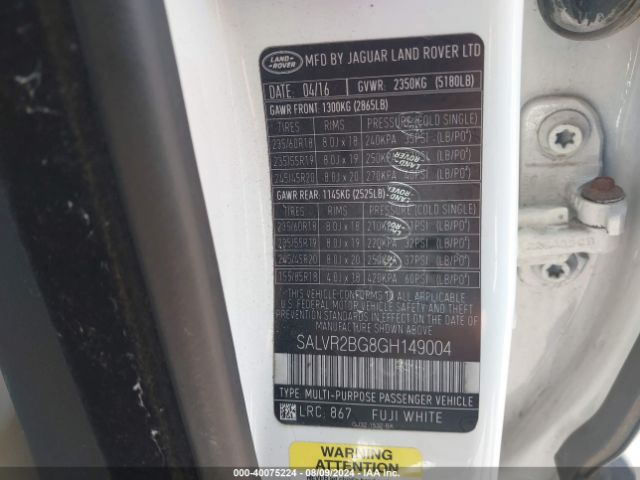 LAND-ROVER MFD BY JAGUAR LAND ROVER LTD
DATE: 04/16 GVWR: 2350KG (5180LB)
GAWR FRONT: 1300KG (2865LB)
TIRES RIMS PRESSURE (COLD SINGLE)
235/60R18 8.0J x 18 240KPA 35PSI (LB/PO²)
235/55R19 8.0J x 19 250KPA (LB/PO²)
245/45R20 8.0J x 20 270KPA 40PSI (LB/PO²)
GAWR REAR: 1145KG (2525LB)
TIRES RIMS PRESSURE (COLD SINGLE)
235/60R18 8.0J x 18 210KPA (LB/PO²)
235/55R19 8.0J x 19 220KPA 32PSI (LB/PO²)
245/45R20 8.0J x 20 250KPA 37PSI (LB/PO²)
155/85R18 4.0J x 18 420KPA 60PSI (LB/PO²)
THIS VEHICLE CONFORMS TO ALL APPLICABLE
FEDERAL MOTOR VEHICLE SAFETY AND THEFT
PREVENTION STANDARDS IN EFFECT ON THE DATE OF
MANUFACTURE SHOWN ABOVE
SALVR2BG8GH149004
TYPE: MULTI-PURPOSE PASSENGER VEHICLE
LRC: 867 FUJI WHITE
WARNING
ATTENTION
000-40075224 - 08/09/2024 -